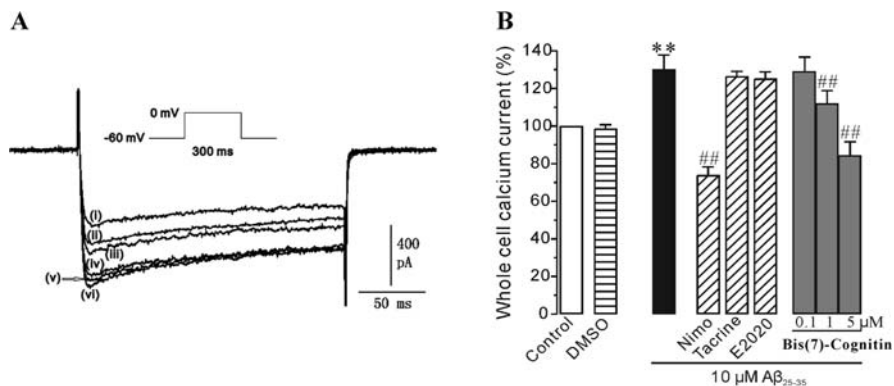 A
0 mV
-60 mV
300 ms
(i)
(ii)
(iii)
(iv)
(v)
(vi)
400
pA
50 ms
B
Whole cell calcium current (%)
140
120
100
80
60
40
20
0
**
##
##
##
Control
DMSO
Nimo
Tacrine
E2020
0.1 1 5 µM
Bis(7)-Cognitin
10 µM Aβ25-35